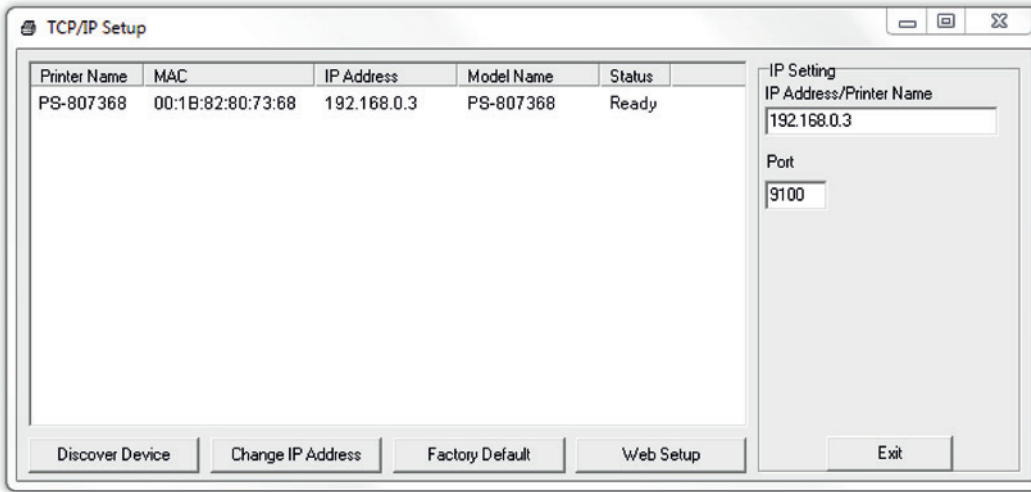 TCP/IP Setup
Printer Name MAC IP Address Model Name Status
PS-807368 00:1B:82:80:73:68 192.168.0.3 PS-807368 Ready
IP Setting
IP Address/Printer Name
192.168.0.3
Port
9100
Discover Device Change IP Address Factory Default Web Setup Exit